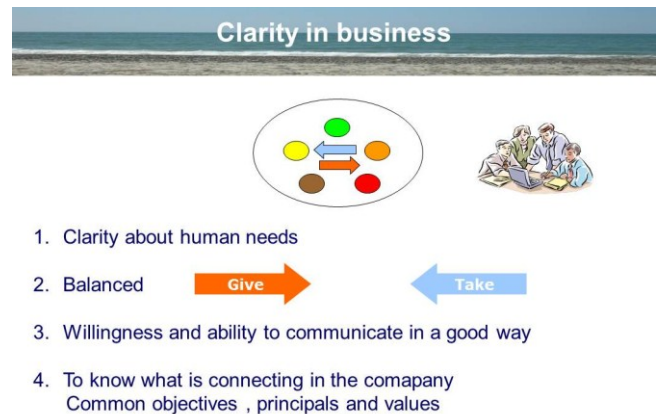 Clarity in business
1. Clarity about human needs
2. Balanced Give Take
3. Willingness and ability to communicate in a good way
4. To know what is connecting in the comapany
Common objectives , principals and values